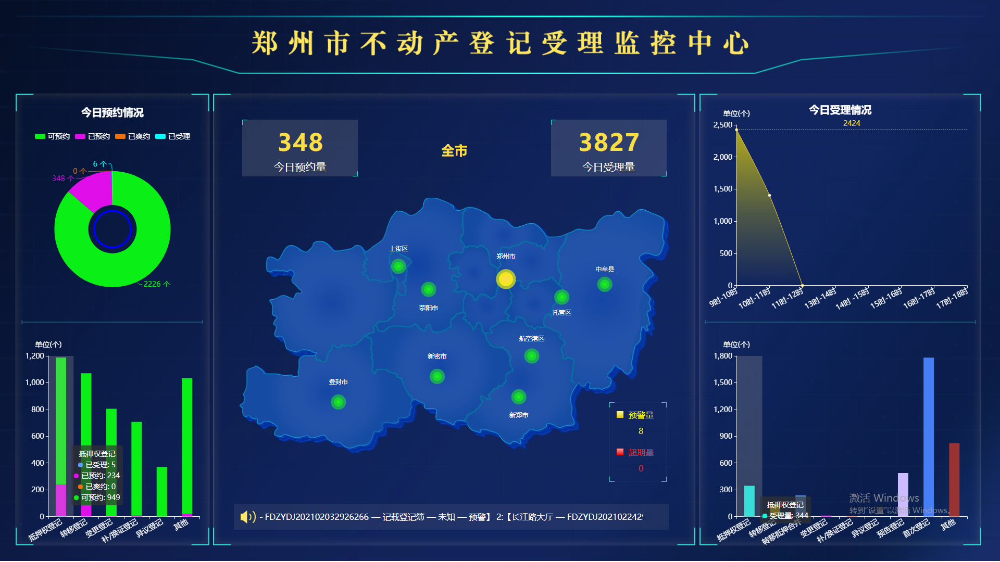 郑州市不动产登记受理监控中心
今日预约情况
可预约 已预约 已爽约 已受理
6 个
0 个
348 个
2226 个
单位(个)
1,200
1,000
800
600
400
200
0
抵押权登记
已受理: 5
已预约: 234
已爽约: 0
可预约: 949
抵押权登记 转移登记 变更登记 补/换证登记 异议登记 其他
348
今日预约量
全市
3827
今日受理量
上街区
郑州市
中牟县
荥阳市
托管区
航空港区
新密市
登封市
新郑市
预警量
8
超期量
0
- FDZYDJ202102032926266 — 记载登记簿 — 未知 — 预警】 2:【长江路大厅 — FDZYDJ2021022429
今日受理情况
单位(个)
2424
2,500
2,000
1,500
1,000
500
0
9时-10时 10时-11时 11时-12时 13时-14时 14时 -15时 15时-16时 16时-17时 17时-18时
单位(个)
1,800
1,500
1,200
900
600
300
0
抵押权登记
受理量: 344
抵押权登记 转移登记 转移抵押合并 变更登记 补/换证登记 异议登记 预告登记 首次登记 其他
激活 Windows
转到“设置”以激活 Windows。